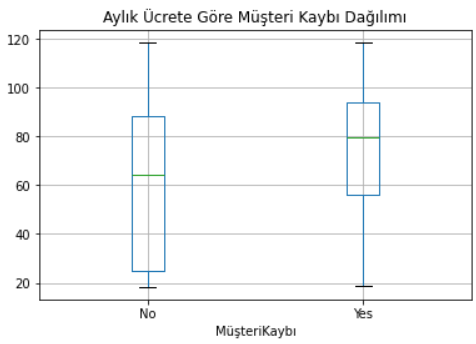 Aylık Ücrete Göre Müşteri Kaybı Dağılımı
120
100
80
60
40
20
No Yes
MüşteriKaybı